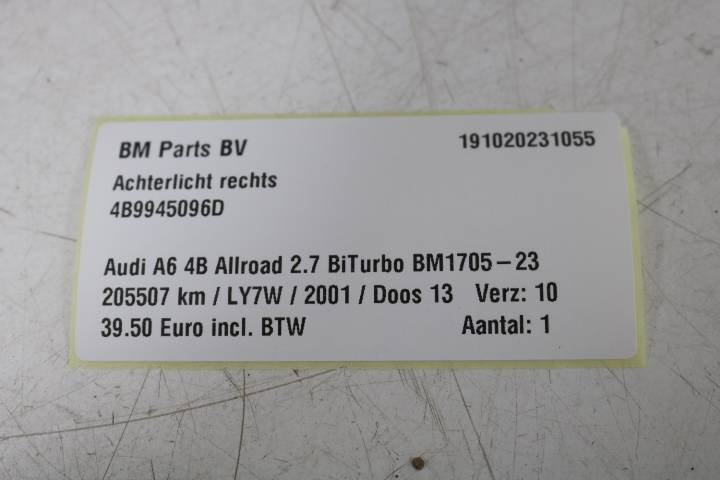 BM Parts BV 191020231055
Achterlicht rechts
4B9945096D
Audi A6 4B Allroad 2.7 BiTurbo BM1705-23
205507 km / LY7W / 2001 / Doos 13 Verz: 10
39.50 Euro incl. BTW Aantal: 1